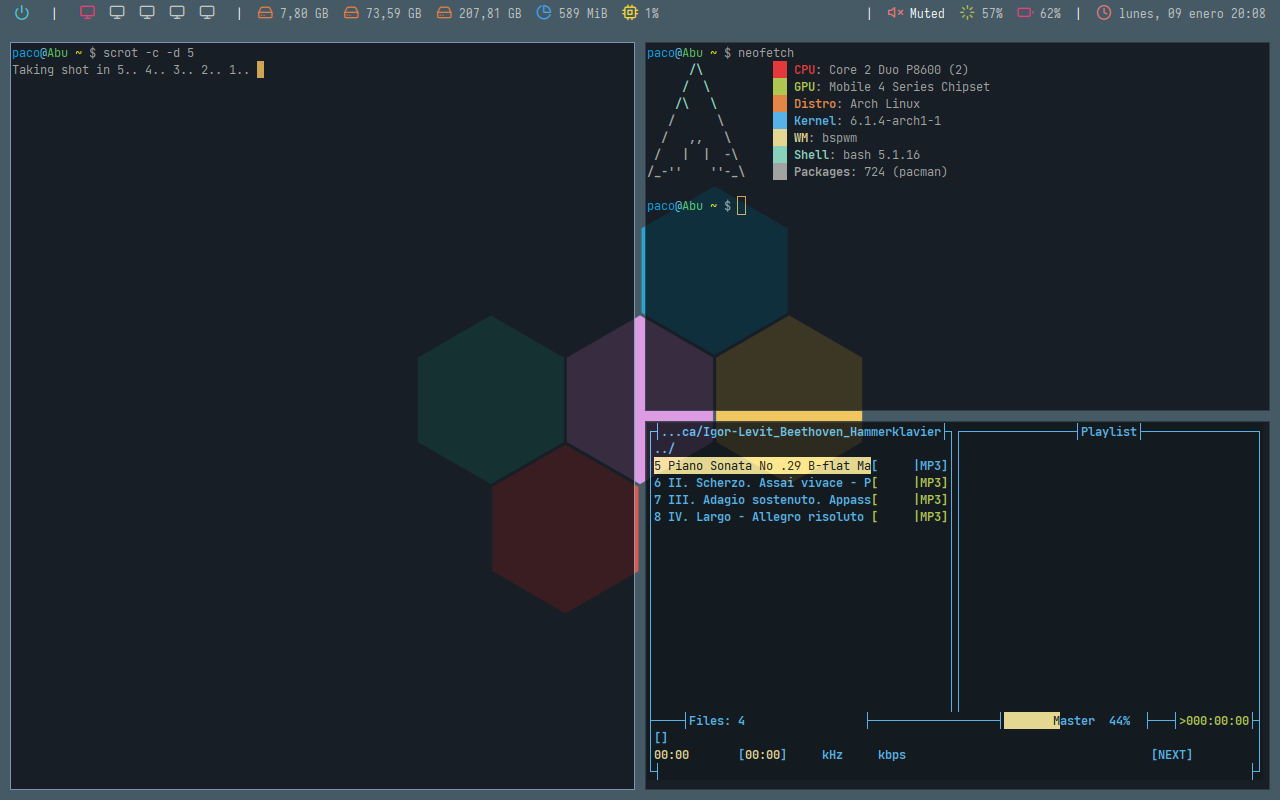 | | 7,80 GB 73,59 GB 207,81 GB 589 MiB 1% | Muted 57% 62% | lunes, 09 enero 20:08
paco@Abu ~ $ scrot -c -d 5
Taking shot in 5.. 4.. 3.. 2.. 1..
paco@Abu ~ $ neofetch
CPU: Core 2 Duo P8600 (2)
GPU: Mobile 4 Series Chipset
Distro: Arch Linux
Kernel: 6.1.4-arch1-1
WM: bspwm
Shell: bash 5.1.16
Packages: 724 (pacman)
paco@Abu ~ $
...ca/Igor-Levit_Beethoven_Hammerklavier
../
5 Piano Sonata No .29 B-flat Ma[ |MP3]
6 II. Scherzo. Assai vivace - P[ |MP3]
7 III. Adagio sostenuto. Appass[ |MP3]
8 IV. Largo - Allegro risoluto [ |MP3]
Playlist
Files: 4
Master 44%
>000:00:00
[]
00:00 [00:00] kHz kbps [NEXT]